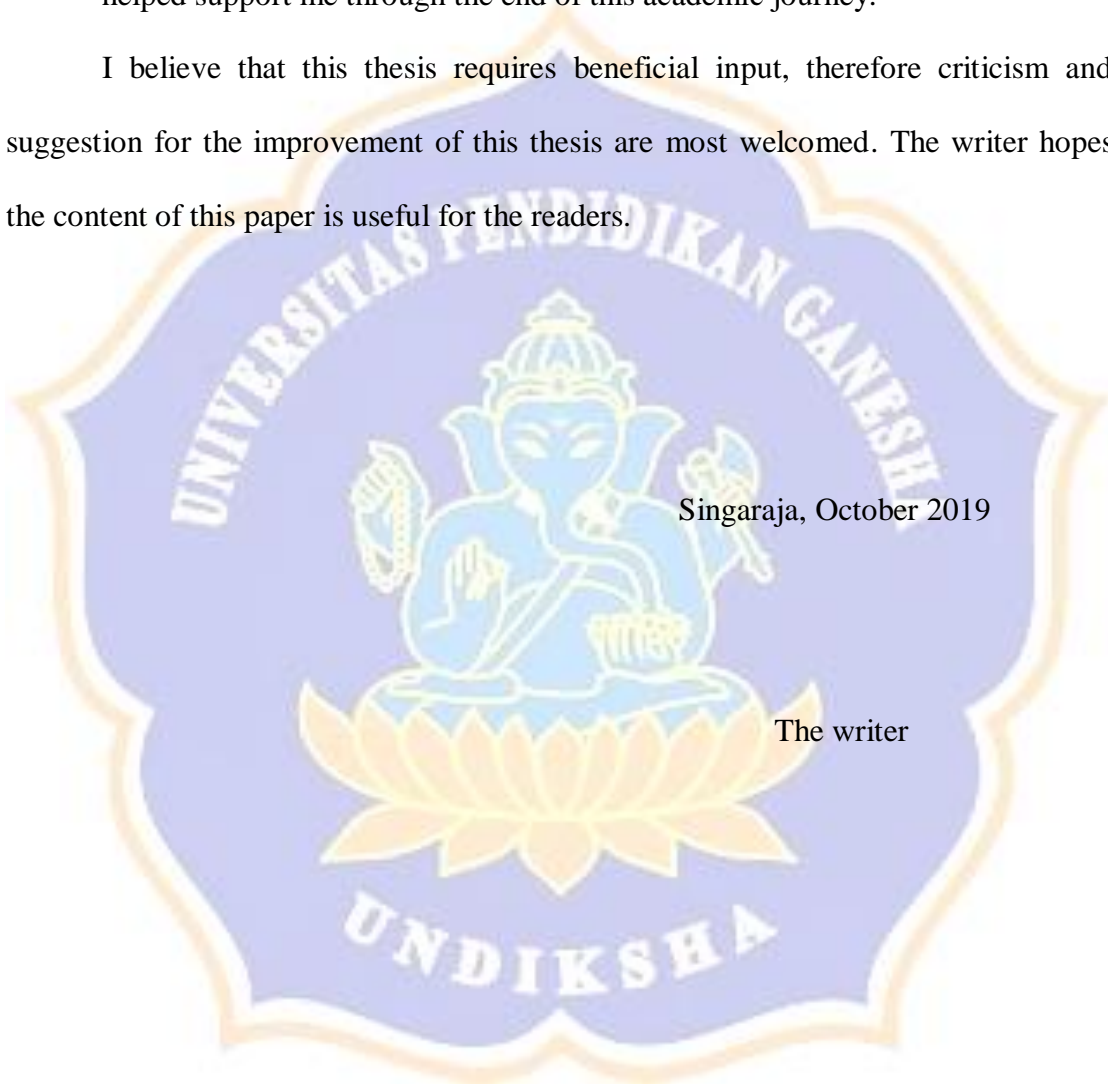 helped support me through the end of this academic journey.
I believe that this thesis requires beneficial input, therefore criticism and
suggestion for the improvement of this thesis are most welcomed. The writer hopes
the content of this paper is useful for the readers.
UNIVERSITAS PENDIDIKAN GANESHA
Singaraja, October 2019
The writer
UNDIKSHA